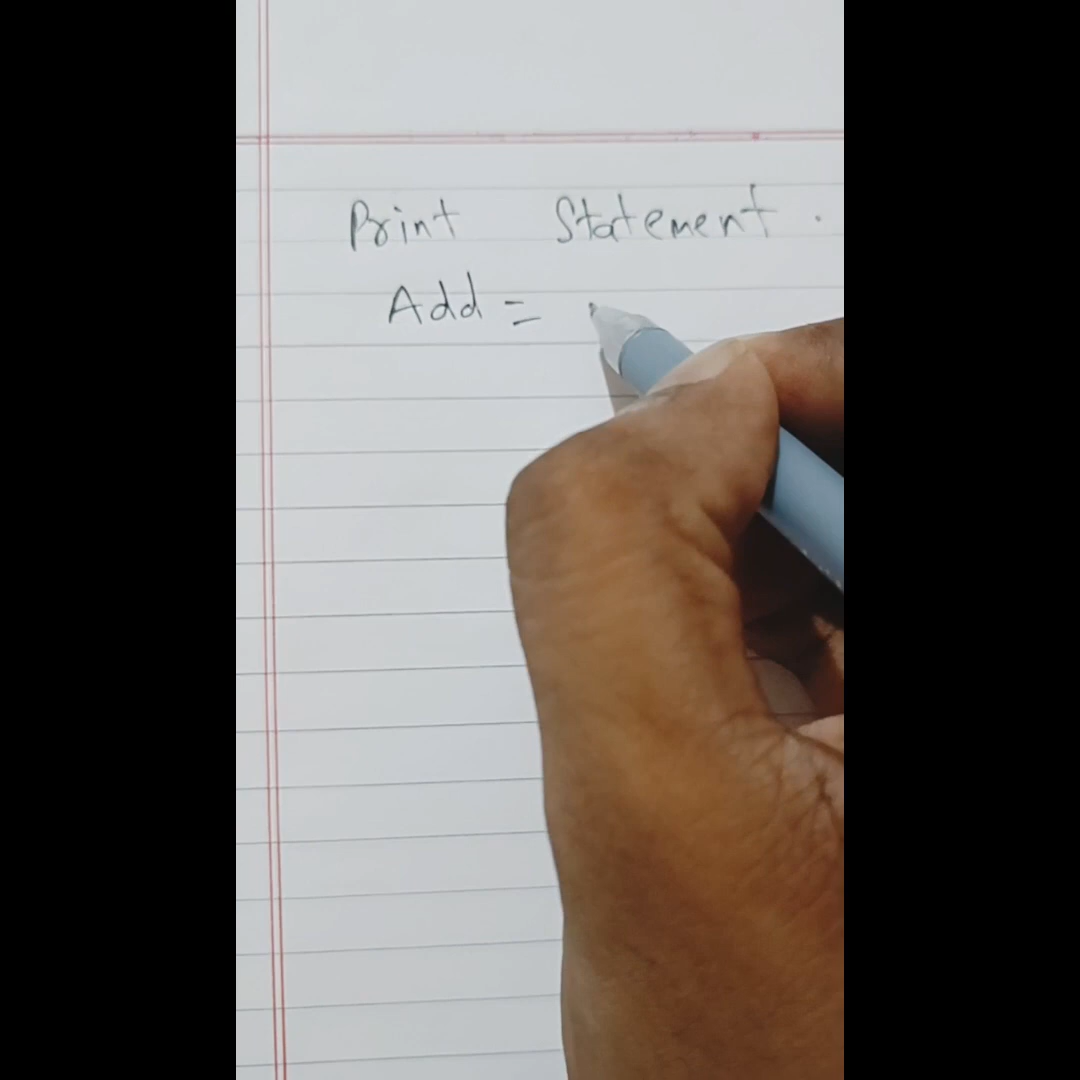 Print Statement.
Add =